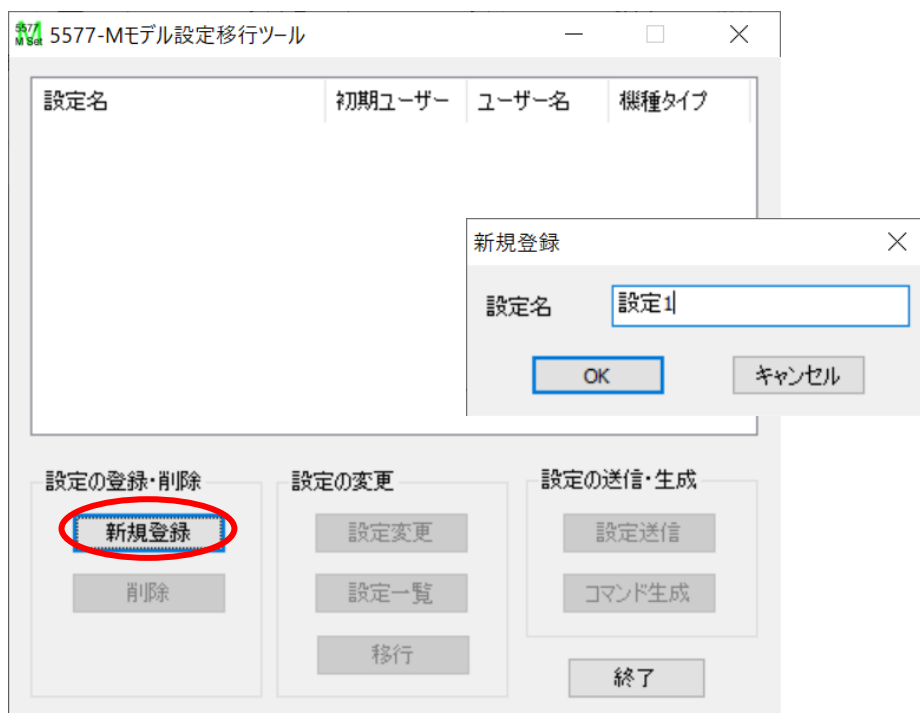 5577
M Set
5577-Mモデル設定移行ツール
設定名 初期ユーザー ユーザー名 機種タイプ
新規登録
設定名 設定1
OK キャンセル
設定の登録・削除 設定の変更 設定の送信・生成
新規登録 設定変更 設定送信
削除 設定一覧 コマンド生成
移行
終了